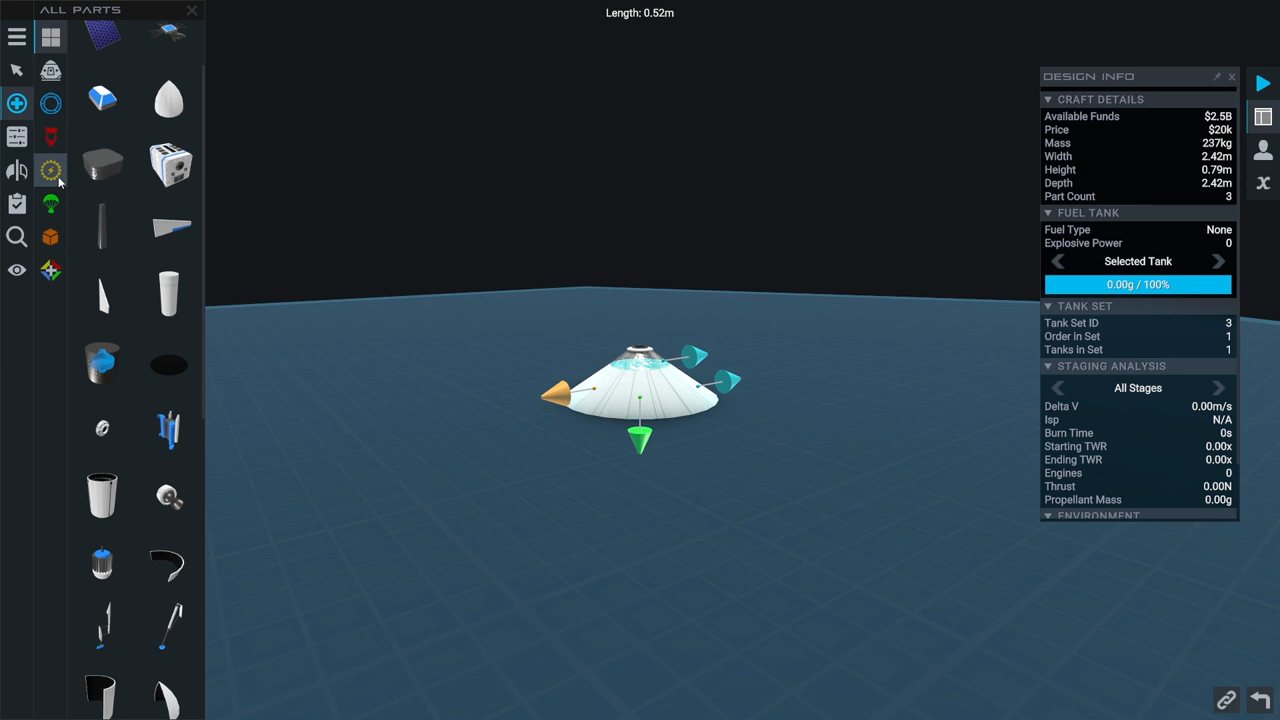 ALL PARTS
Length: 0.52m
DESIGN INFO
CRAFT DETAILS
Available Funds $2.5B
Price $20k
Mass 237kg
Width 2.42m
Height 0.79m
Depth 2.42m
Part Count 3
FUEL TANK
Fuel Type None
Explosive Power 0
Selected Tank
0.00g / 100%
TANK SET
Tank Set ID 3
Order in Set 1
Tanks in Set 1
STAGING ANALYSIS
All Stages
Delta V 0.00m/s
Isp N/A
Burn Time 0s
Starting TWR 0.00x
Ending TWR 0.00x
Engines 0
Thrust 0.00N
Propellant Mass 0.00g
ENVIRONMENT